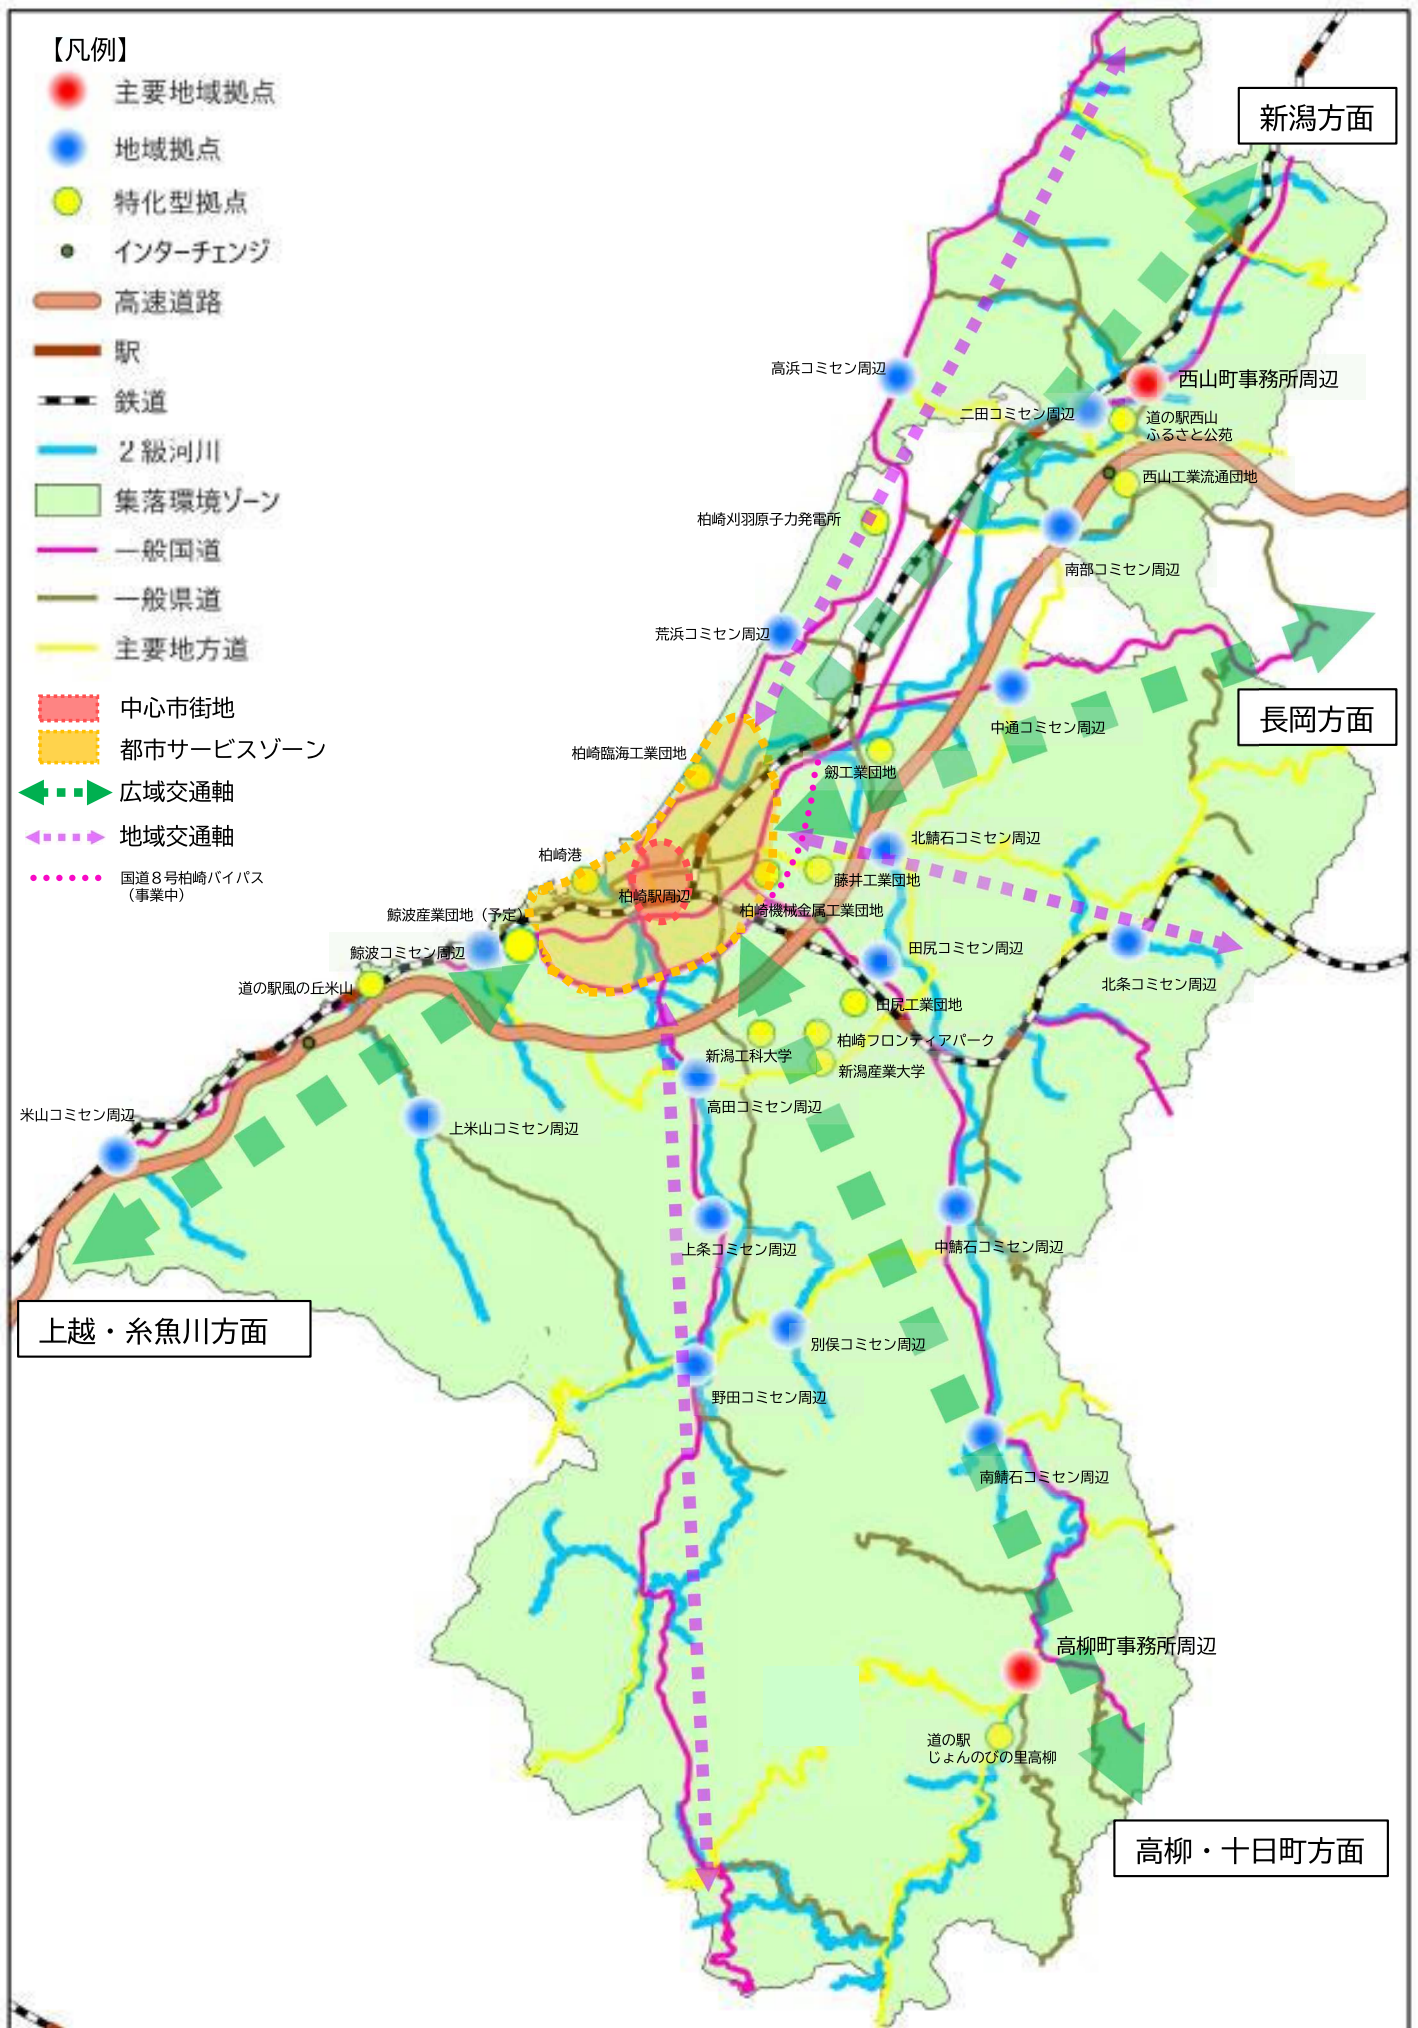 【凡例】
主要地域拠点
地域拠点
特化型拠点
インターチェンジ
高速道路
駅
鉄道
２級河川
集落環境ゾーン
一般国道
一般県道
主要地方道
中心市街地
都市サービスゾーン
広域交通軸
地域交通軸
国道８号柏崎バイパス
（事業中）
新潟方面
高浜コミセン周辺
西山町事務所周辺
二田コミセン周辺
道の駅西山
ふるさと公苑
西山工業流通団地
柏崎刈羽原子力発電所
南部コミセン周辺
荒浜コミセン周辺
長岡方面
中通コミセン周辺
柏崎臨海工業団地
劔工業団地
北鯖石コミセン周辺
柏崎港
藤井工業団地
柏崎駅周辺
柏崎機械金属工業団地
鯨波産業団地（予定）
鯨波コミセン周辺
田尻コミセン周辺
北条コミセン周辺
道の駅風の丘米山
田尻工業団地
柏崎フロンティアパーク
新潟工科大学
新潟産業大学
高田コミセン周辺
米山コミセン周辺
上米山コミセン周辺
上条コミセン周辺
中鯖石コミセン周辺
上越・糸魚川方面
別俣コミセン周辺
野田コミセン周辺
南鯖石コミセン周辺
高柳町事務所周辺
道の駅
じょんのびの里高柳
高柳・十日町方面